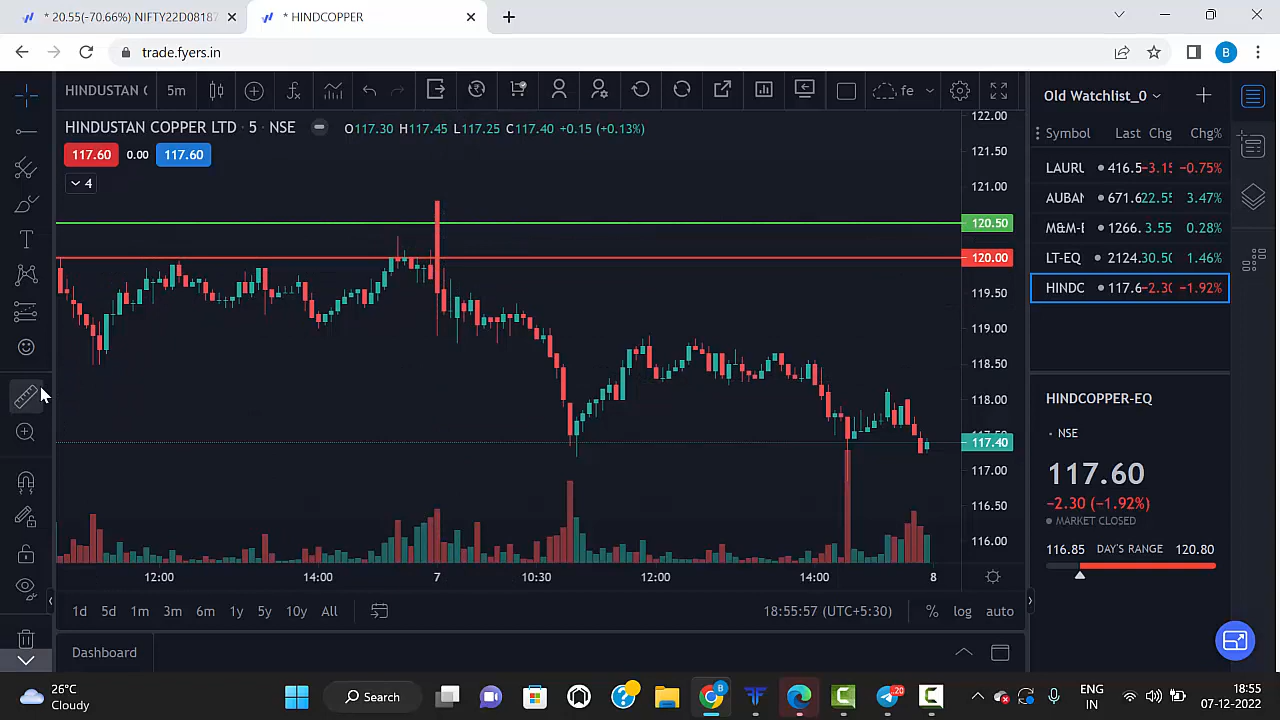 * 20.55(-70.66%) NIFTY22D08187
* HINDCOPPER
trade.fyers.in
B
HINDUSTAN C
5m
fe
HINDUSTAN COPPER LTD · 5 · NSE
O117.30 H117.45 L117.25 C117.40 +0.15 (+0.13%)
117.60 0.00 117.60
4
122.00
121.50
121.00
120.50
120.00
119.50
119.00
118.50
118.00
117.40
117.00
116.50
116.00
12:00 14:00 7 10:30 12:00 14:00 8
1d 5d 1m 3m 6m 1y 5y 10y All
18:55:57 (UTC+5:30)
% log auto
Dashboard
Old Watchlist_0
Symbol Last Chg Chg%
LAURU 416.5 −3.15 −0.75%
AUBAN 671.6 22.55 3.47%
M&M-E 1266. 3.55 0.28%
LT-EQ 2124. 30.50 1.46%
HINDC 117.6 −2.30 −1.92%
HINDCOPPER-EQ
· NSE
117.60
−2.30 (−1.92%)
MARKET CLOSED
116.85 DAY'S RANGE 120.80
26°C
Cloudy
Search
B
20
ENG
IN
18:55
07-12-2022